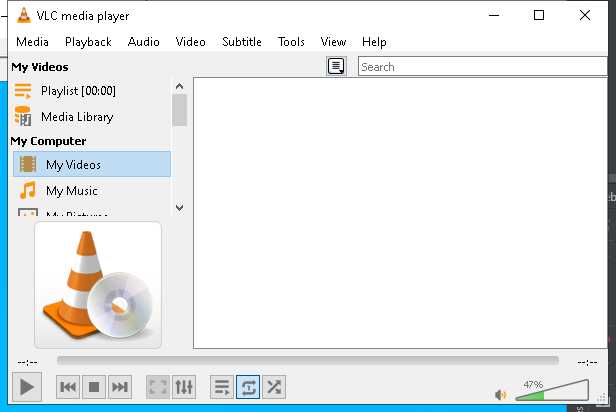 VLC media player
Media Playback Audio Video Subtitle Tools View Help
My Videos
Search
Playlist [00:00]
Media Library
My Computer
My Videos
My Music
My Pictures
--:-- --:--
47%